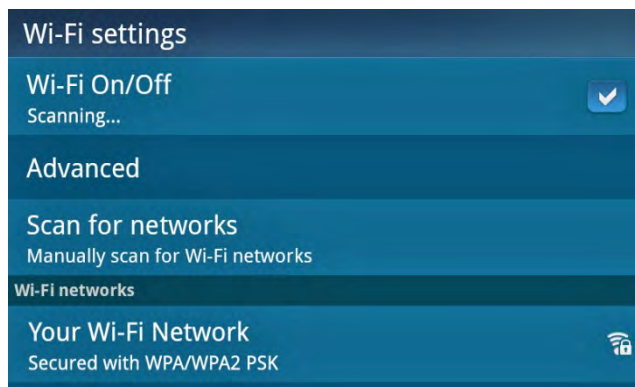 Wi-Fi settings
Wi-Fi On/Off
Scanning...
Advanced
Scan for networks
Manually scan for Wi-Fi networks
Wi-Fi networks
Your Wi-Fi Network
Secured with WPA/WPA2 PSK